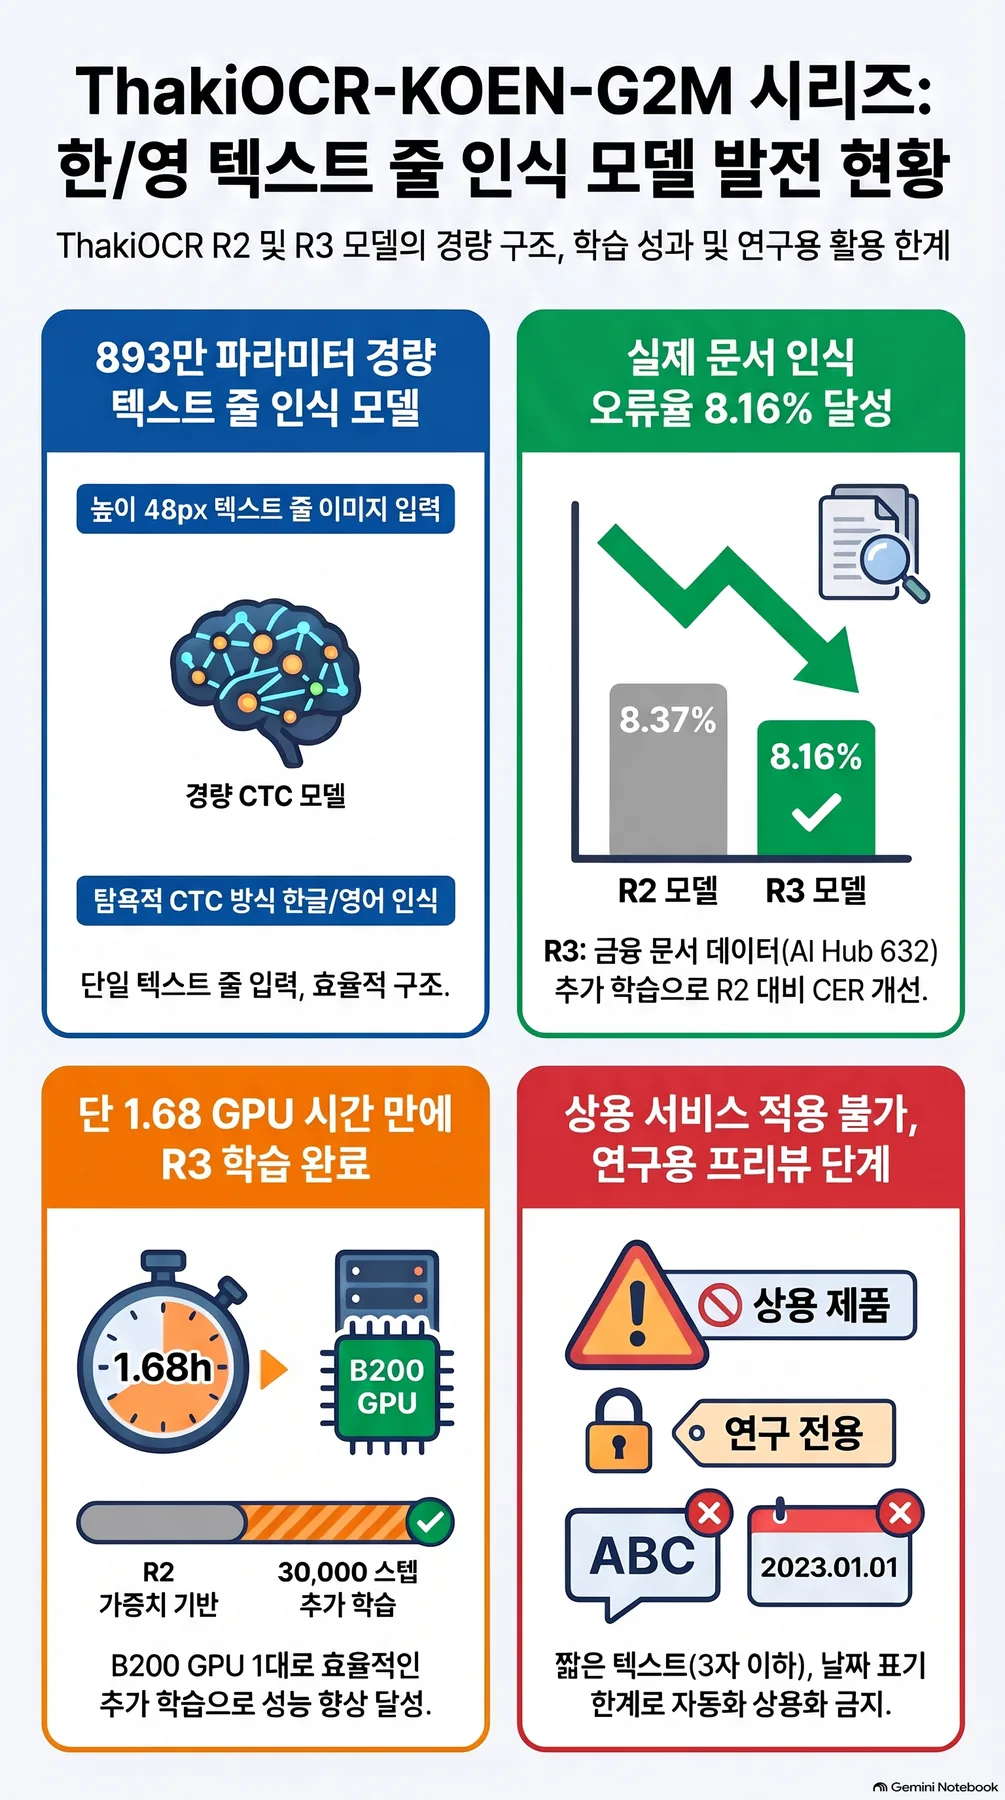 ThakiOCR-KOEN-G2M 시리즈:
한/영 텍스트 줄 인식 모델 발전 현황
ThakiOCR R2 및 R3 모델의 경량 구조, 학습 성과 및 연구용 활용 한계
893만 파라미터 경량
텍스트 줄 인식 모델
높이 48px 텍스트 줄 이미지 입력
경량 CTC 모델
탐욕적 CTC 방식 한글/영어 인식
단일 텍스트 줄 입력, 효율적 구조.
실제 문서 인식
오류율 8.16% 달성
8.37%
8.16%
R2 모델
R3 모델
R3: 금융 문서 데이터(AI Hub 632)
추가 학습으로 R2 대비 CER 개선.
단 1.68 GPU 시간 만에
R3 학습 완료
1.68h
B200
GPU
R2
가중치 기반
30,000 스텝
추가 학습
B200 GPU 1대로 효율적인
추가 학습으로 성능 향상 달성.
상용 서비스 적용 불가,
연구용 프리뷰 단계
상용 제품
연구 전용
ABC
2023.01.01
짧은 텍스트(3자 이하), 날짜 표기
한계로 자동화 상용화 금지.
Gemini Notebook